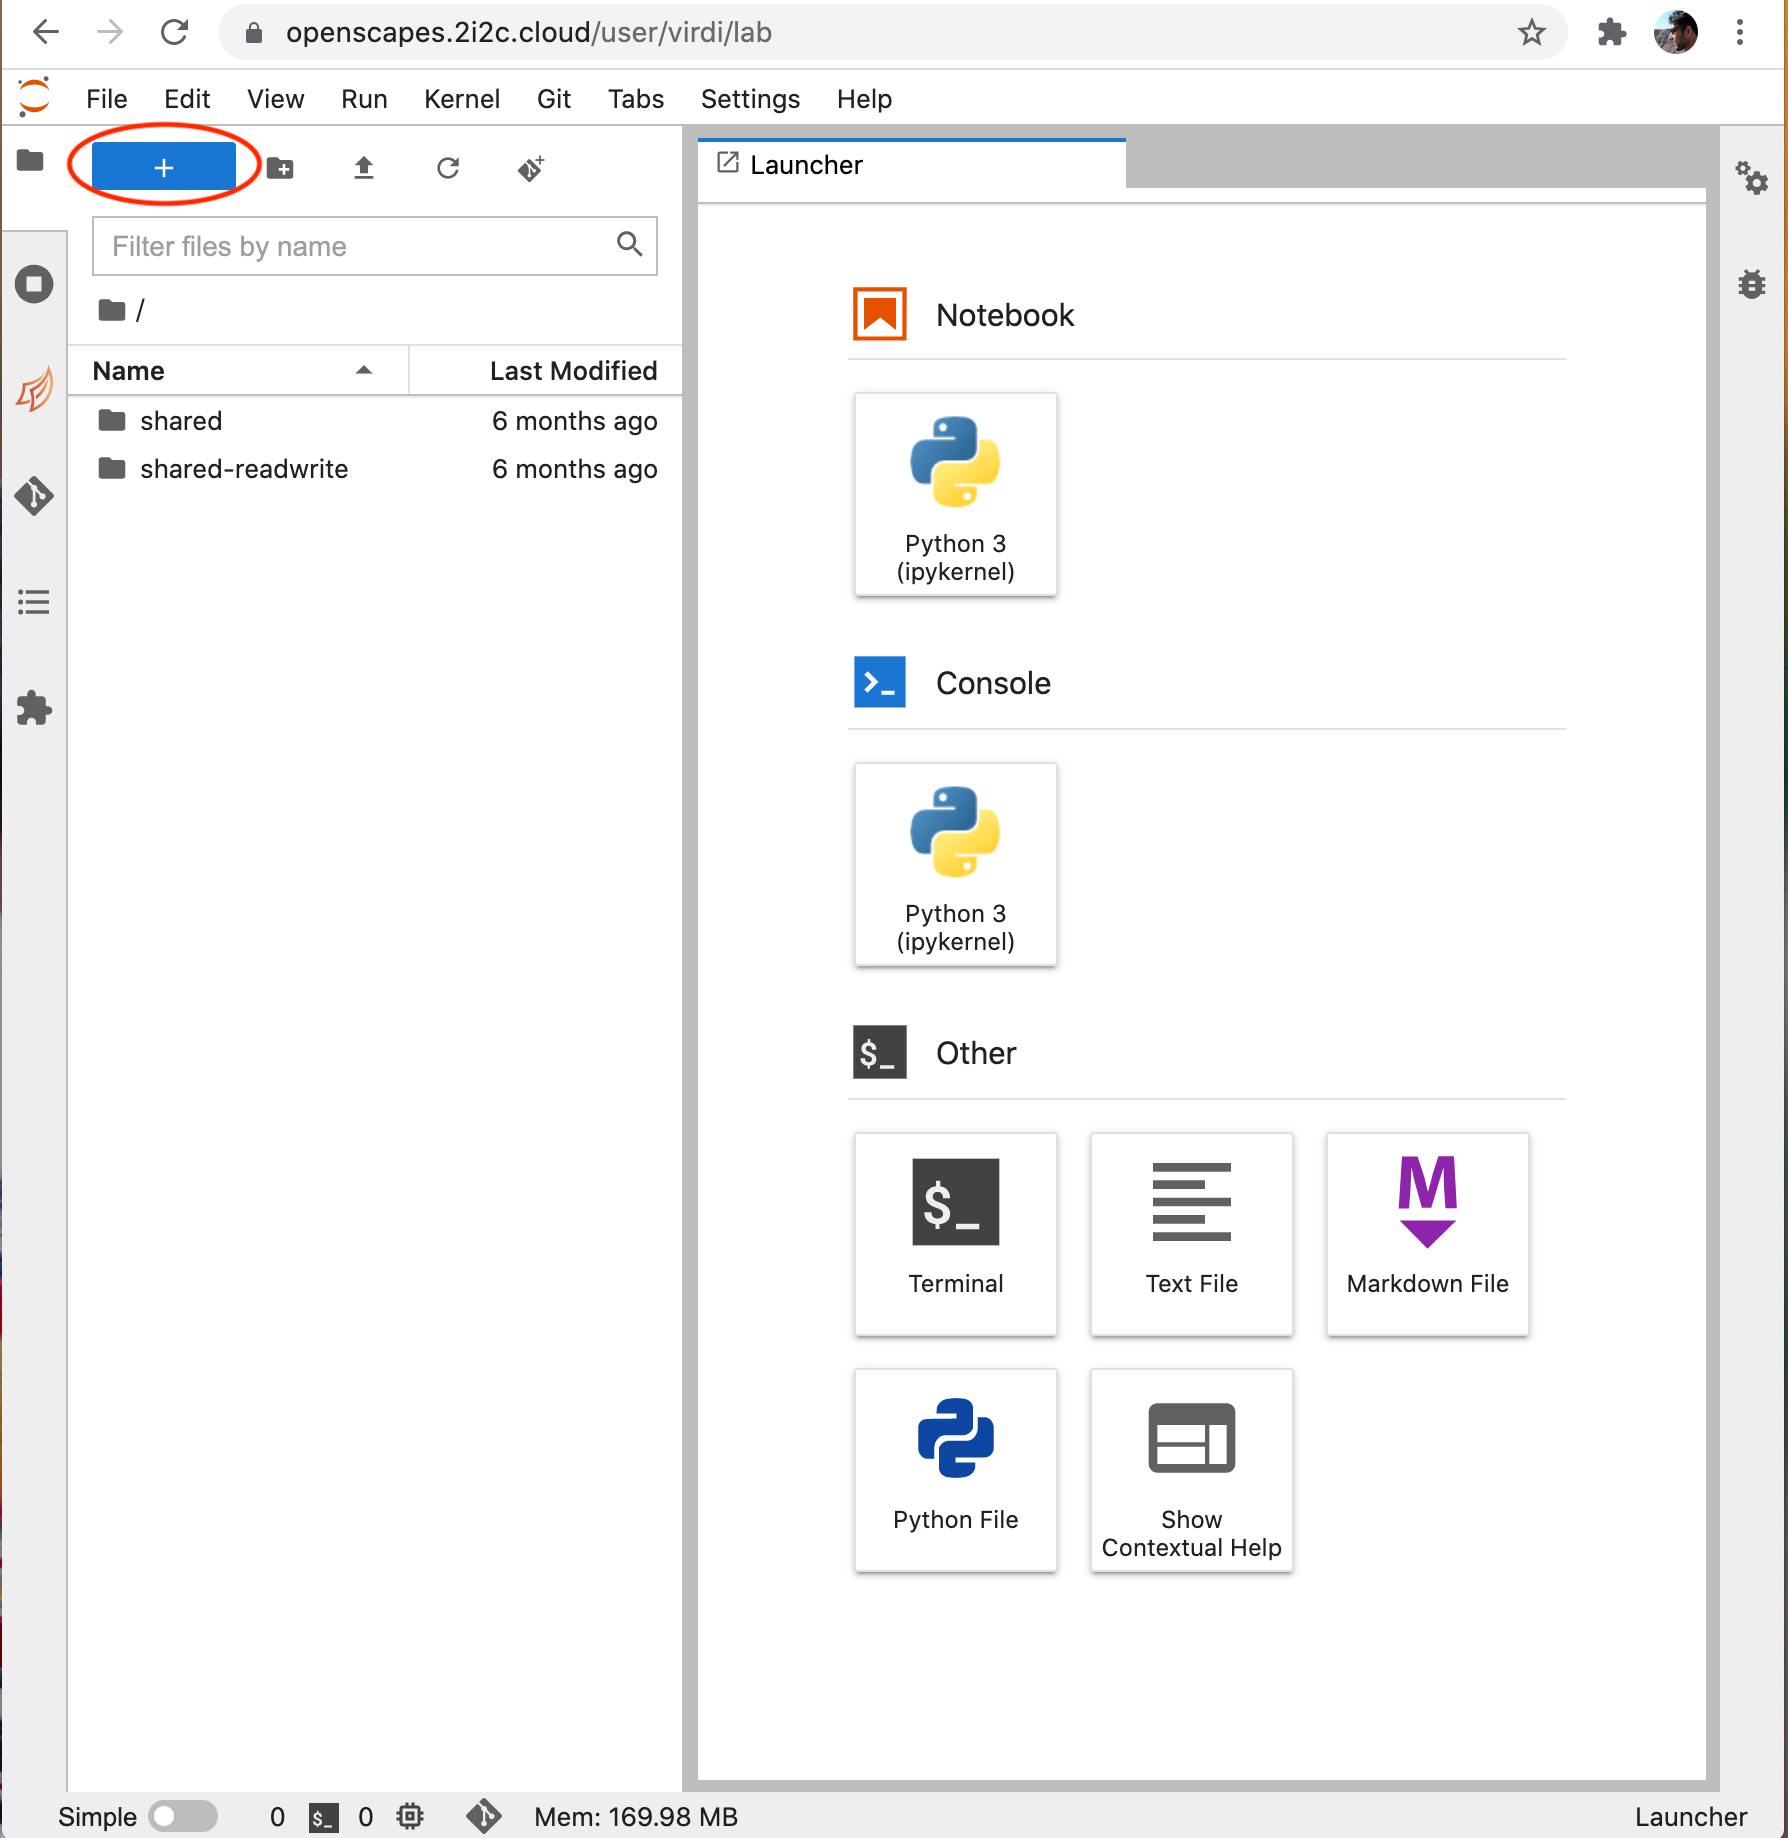 openscapes.2i2c.cloud/user/virdi/lab
File Edit View Run Kernel Git Tabs Settings Help
+
Launcher
Filter files by name
/
Name Last Modified
shared 6 months ago
shared-readwrite 6 months ago
Notebook
Python 3
(ipykernel)
>_ Console
Python 3
(ipykernel)
$_ Other
$_
M
Terminal
Text File
Markdown File
Python File
Show
Contextual Help
Simple 0 $_ 0 Mem: 169.98 MB Launcher